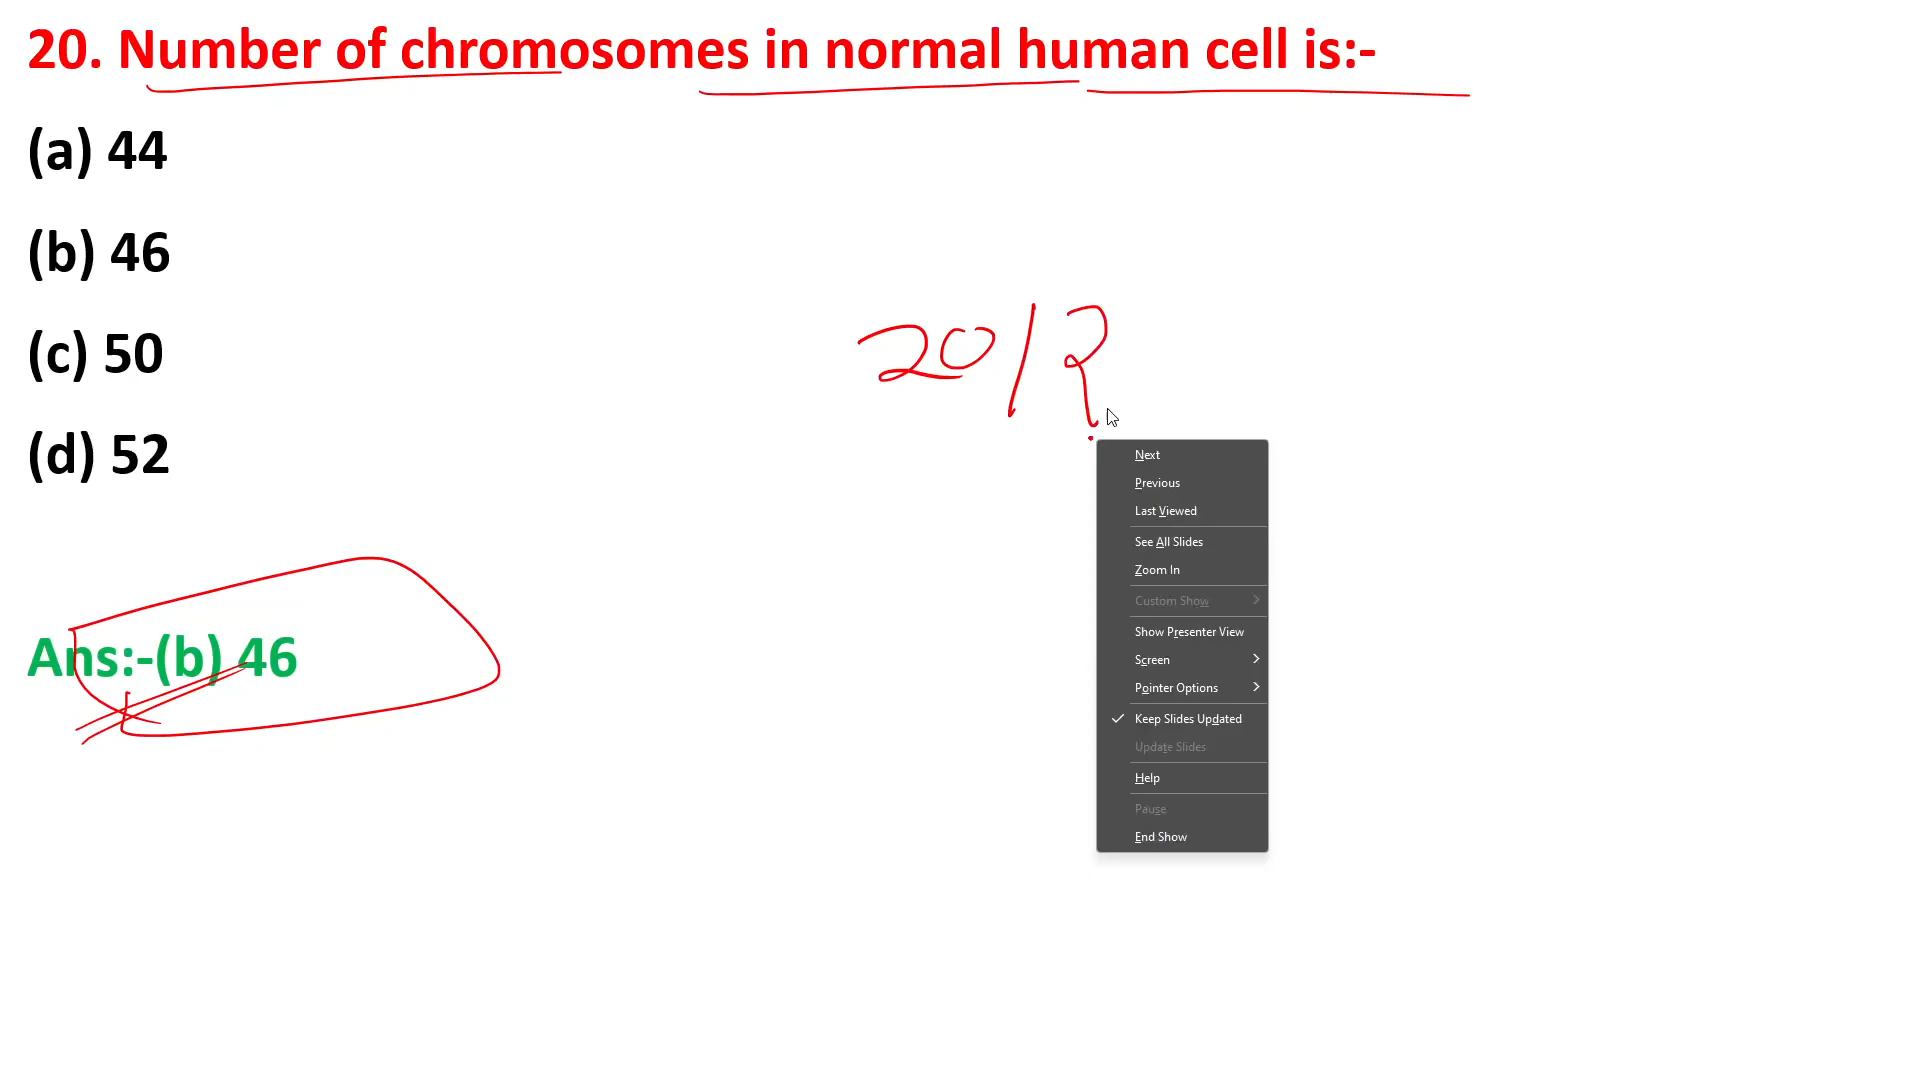 20. Number of chromosomes in normal human cell is:-
(a) 44
(b) 46
(c) 50
(d) 52
20/?
Ans:-(b) 46
Next
Previous
Last Viewed
See All Slides
Zoom In
Custom Show
Show Presenter View
Screen
Pointer Options
Keep Slides Updated
Update Slides
Help
Pause
End Show